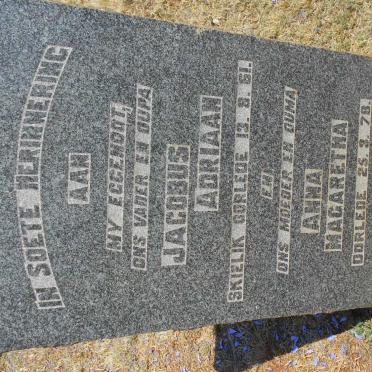 IN SOETE HERINNERING
AAN
MY EGGENOOT,
ONS VADER EN OUPA
JACOBUS
ADRIAAN
SKIELIK OORLEDE 13. 8. 61.
EN
ONS MOEDER EN OUMA
ALMA
MAGARETHA
OORLEDE 25. 3. 78.